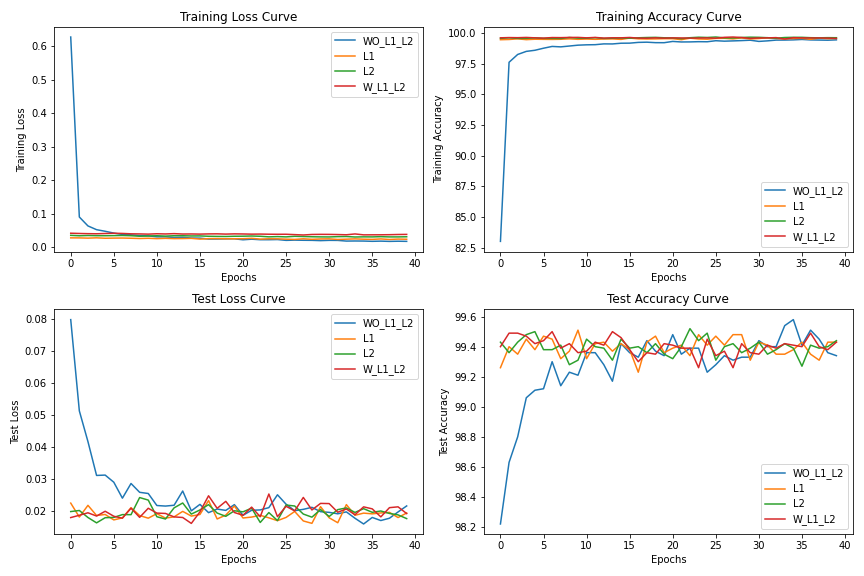 Training Loss Curve
Training Loss
0.6
0.5
0.4
0.3
0.2
0.1
0.0
0 5 10 15 20 25 30 35 40
Epochs
WO_L1_L2
L1
L2
W_L1_L2
Training Accuracy Curve
Training Accuracy
100.0
97.5
95.0
92.5
90.0
87.5
85.0
82.5
0 5 10 15 20 25 30 35 40
Epochs
WO_L1_L2
L1
L2
W_L1_L2
Test Loss Curve
Test Loss
0.08
0.07
0.06
0.05
0.04
0.03
0.02
0 5 10 15 20 25 30 35 40
Epochs
WO_L1_L2
L1
L2
W_L1_L2
Test Accuracy Curve
Test Accuracy
99.6
99.4
99.2
99.0
98.8
98.6
98.4
98.2
0 5 10 15 20 25 30 35 40
Epochs
WO_L1_L2
L1
L2
W_L1_L2